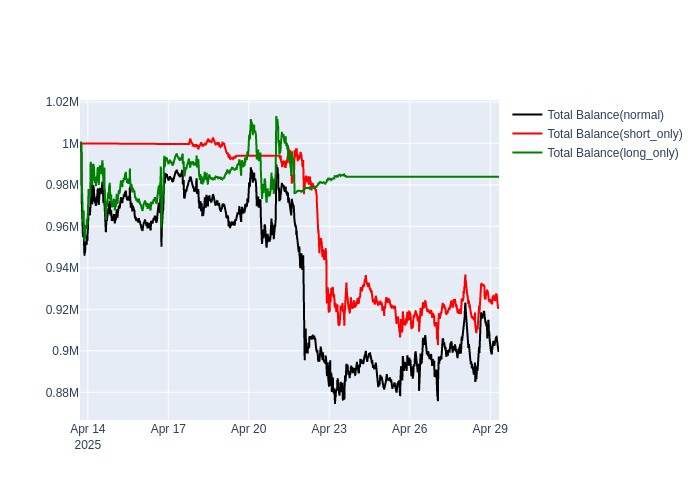 1.02M
1M
0.98M
0.96M
0.94M
0.92M
0.9M
0.88M
Apr 14
2025
Apr 17
Apr 20
Apr 23
Apr 26
Apr 29
Total Balance(normal)
Total Balance(short_only)
Total Balance(long_only)